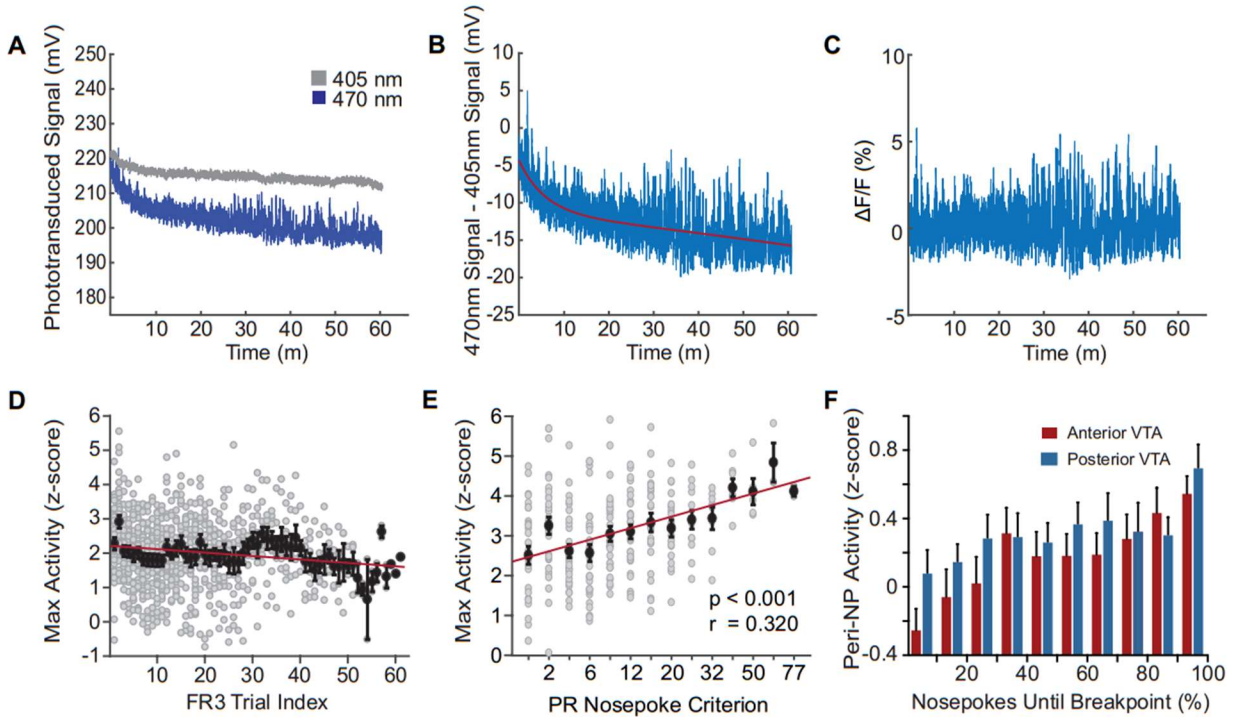 A
Phototransduced Signal (mV)
250
240
230
220
210
200
190
180
405 nm
470 nm
10 20 30 40 50 60
Time (m)
B
470nm Signal - 405nm Signal (mV)
10
5
0
-5
-10
-15
-20
-25
10 20 30 40 50 60
Time (m)
C
ΔF/F (%)
10
5
0
-5
10 20 30 40 50 60
Time (m)
D
Max Activity (z-score)
6
5
4
3
2
1
0
-1
10 20 30 40 50 60
FR3 Trial Index
E
Max Activity (z-score)
6
5
4
3
2
1
0
p < 0.001
r = 0.320
2 6 12 20 32 50 77
PR Nosepoke Criterion
F
Peri-NP Activity (z-score)
0.8
0.4
0
-0.4
Anterior VTA
Posterior VTA
20 40 60 80 100
Nosepokes Until Breakpoint (%)